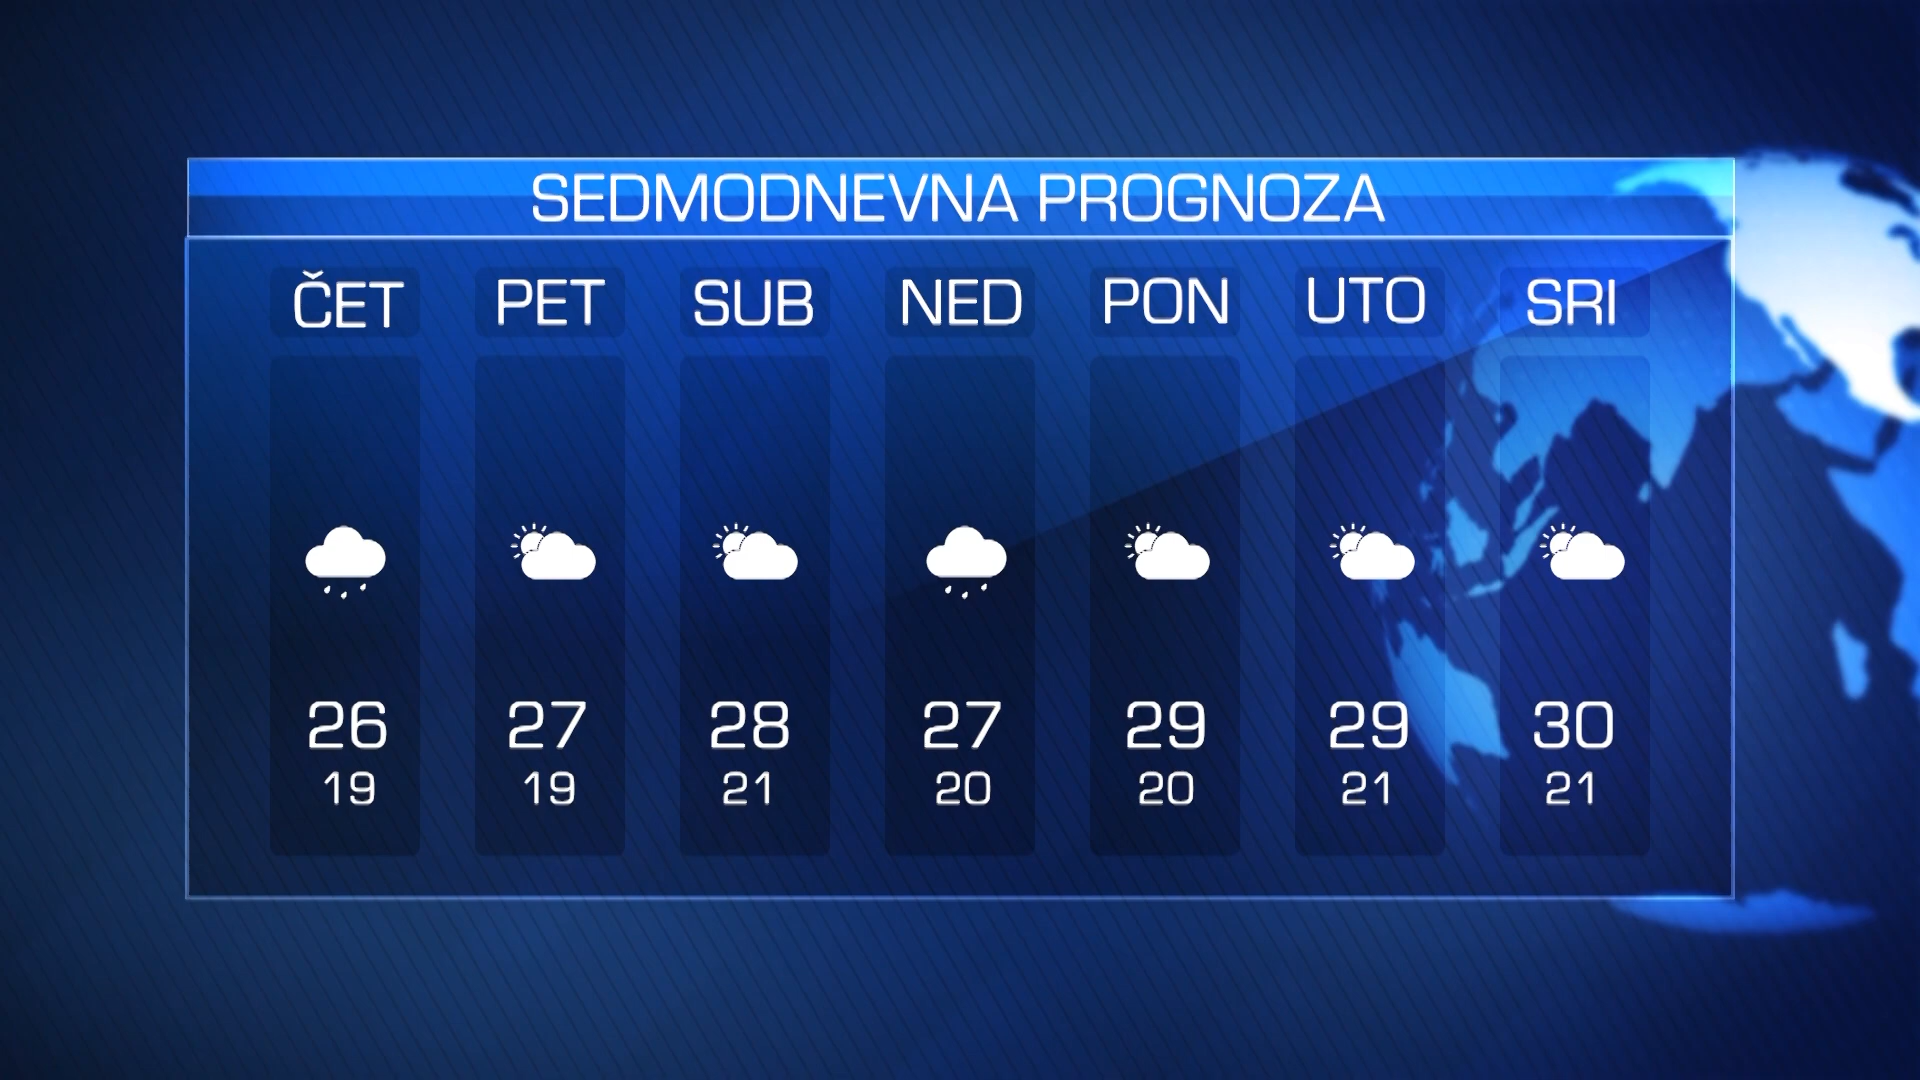 SEDMODNEVNA PROGNOZA
ČET PET SUB NED PON UTO SRI
26 27 28 27 29 29 30
19 19 21 20 20 21 21